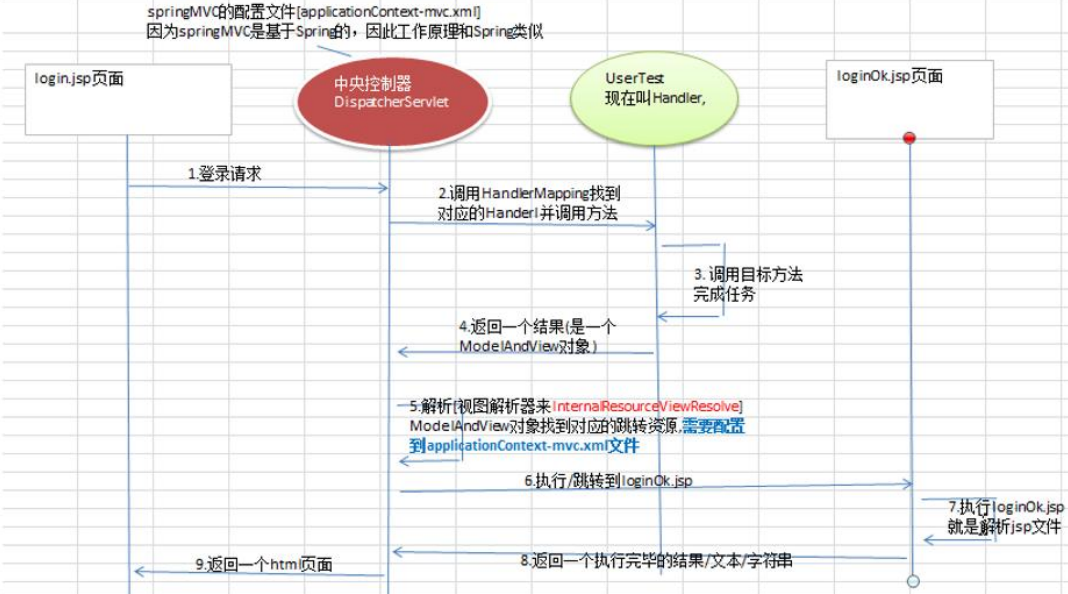 springMVC的配置文件[applicationContext-mvc.xml]
因为springMVC是基于Spring的，因此工作原理和Spring类似
login.jsp页面
中央控制器
DispatcherServlet
UserTest
现在叫Handler,
loginOk.jsp页面
1.登录请求
2.调用HandlerMapping找到
对应的Handerl并调用方法
3. 调用目标方法
完成任务
4.返回一个结果(是一个
ModelAndView对象）
5.解析[视图解析器来InternalResourceViewResolve]
ModelAndView对象找到对应的跳转资源,需要配置
到applicationContext-mvc.xml文件
6.执行/跳转到loginOk.jsp
7.执行loginOk.jsp
就是解析jsp文件
8.返回一个执行完毕的结果/文本/字符串
9.返回一个html页面